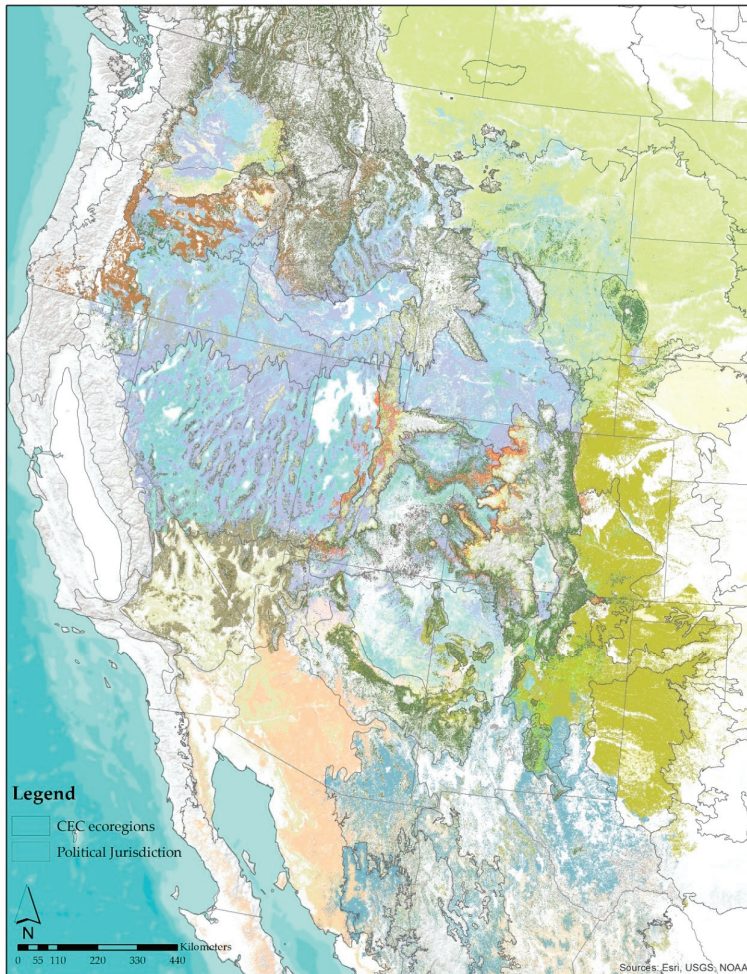 Legend
CEC ecoregions
Political Jurisdiction
N
Kilometers
0 55 110 220 330 440
Sources: Esri, USGS, NOAA